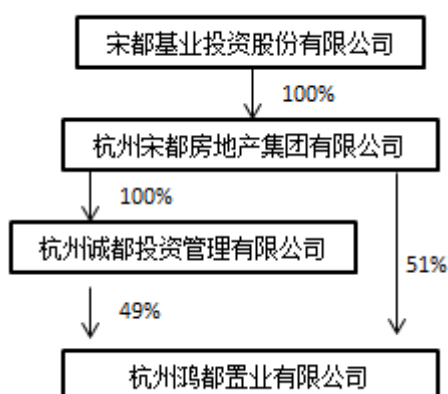 宋都基业投资股份有限公司
100%
杭州宋都房地产集团有限公司
100%
杭州诚都投资管理有限公司
51%
49%
杭州鸿都置业有限公司